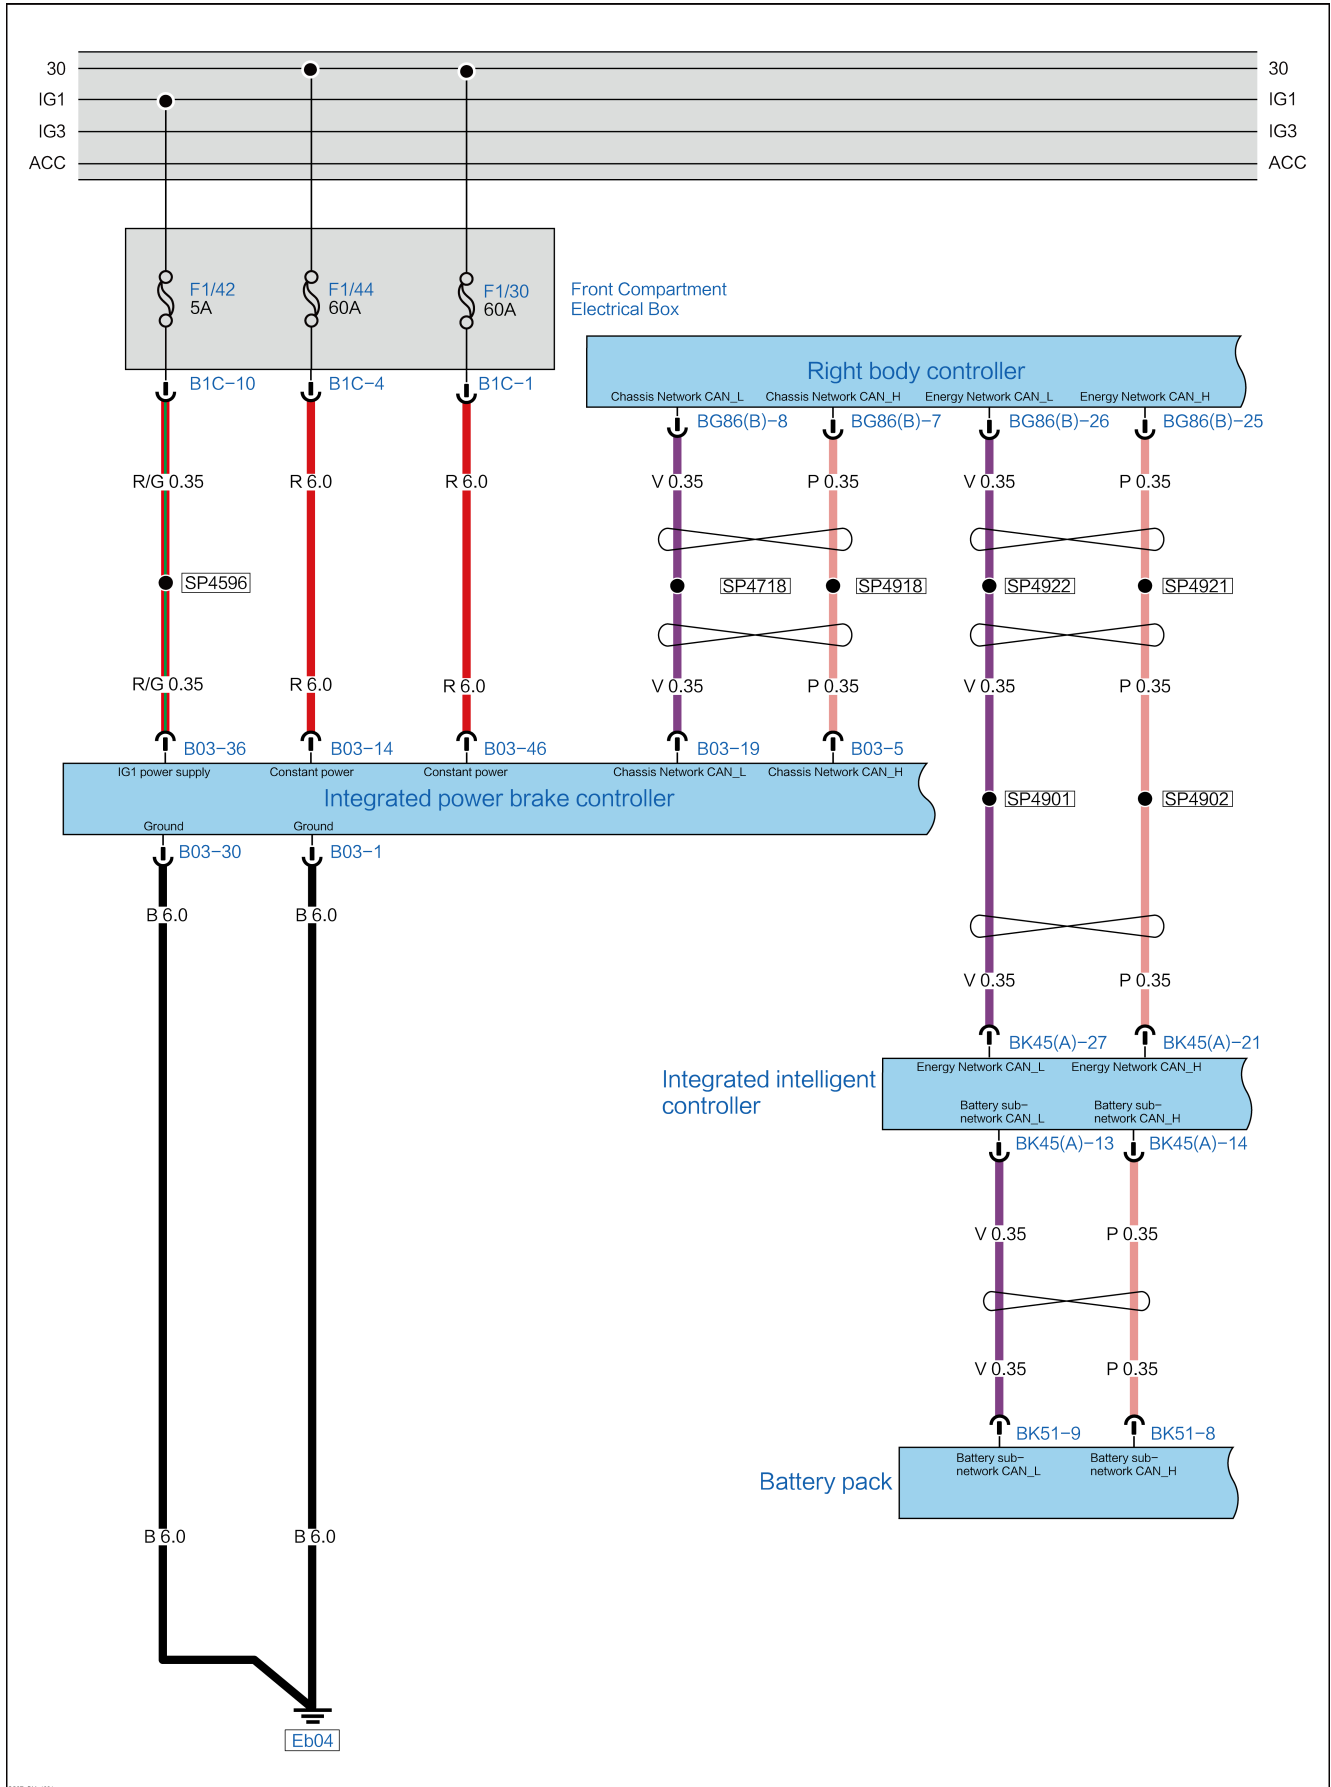 30 30
IG1 IG1
IG3 IG3
ACC ACC
F1/42
5A
F1/44
60A
F1/30
60A
Front Compartment
Electrical Box
B1C-10 B1C-4 B1C-1
Right body controller
Chassis Network CAN_L Chassis Network CAN_H Energy Network CAN_L Energy Network CAN_H
BG86(B)-8 BG86(B)-7 BG86(B)-26 BG86(B)-25
R/G 0.35 R 6.0 R 6.0 V 0.35 P 0.35 V 0.35 P 0.35
SP4596 SP4718 SP4918 SP4922 SP4921
R/G 0.35 R 6.0 R 6.0 V 0.35 P 0.35 V 0.35 P 0.35
B03-36 B03-14 B03-46 B03-19 B03-5
IG1 power supply Constant power Constant power Chassis Network CAN_L Chassis Network CAN_H
Integrated power brake controller
SP4901 SP4902
Ground Ground
B03-30 B03-1
B 6.0 B 6.0
V 0.35 P 0.35
BK45(A)-27 BK45(A)-21
Integrated intelligent
controller
Energy Network CAN_L Energy Network CAN_H
Battery sub-
network CAN_L
Battery sub-
network CAN_H
BK45(A)-13 BK45(A)-14
V 0.35 P 0.35
V 0.35 P 0.35
BK51-9 BK51-8
Battery pack
Battery sub-
network CAN_L
Battery sub-
network CAN_H
B 6.0 B 6.0
Eb04